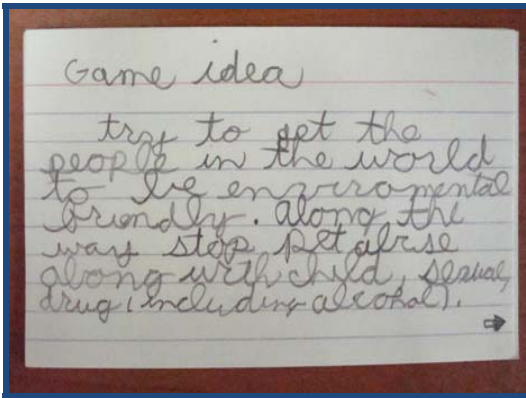 Game idea
try to get the
people in the world
to be enviromental
friendly. along the
way stop pet abuse
along with child, sexual,
drug (including alcohol).